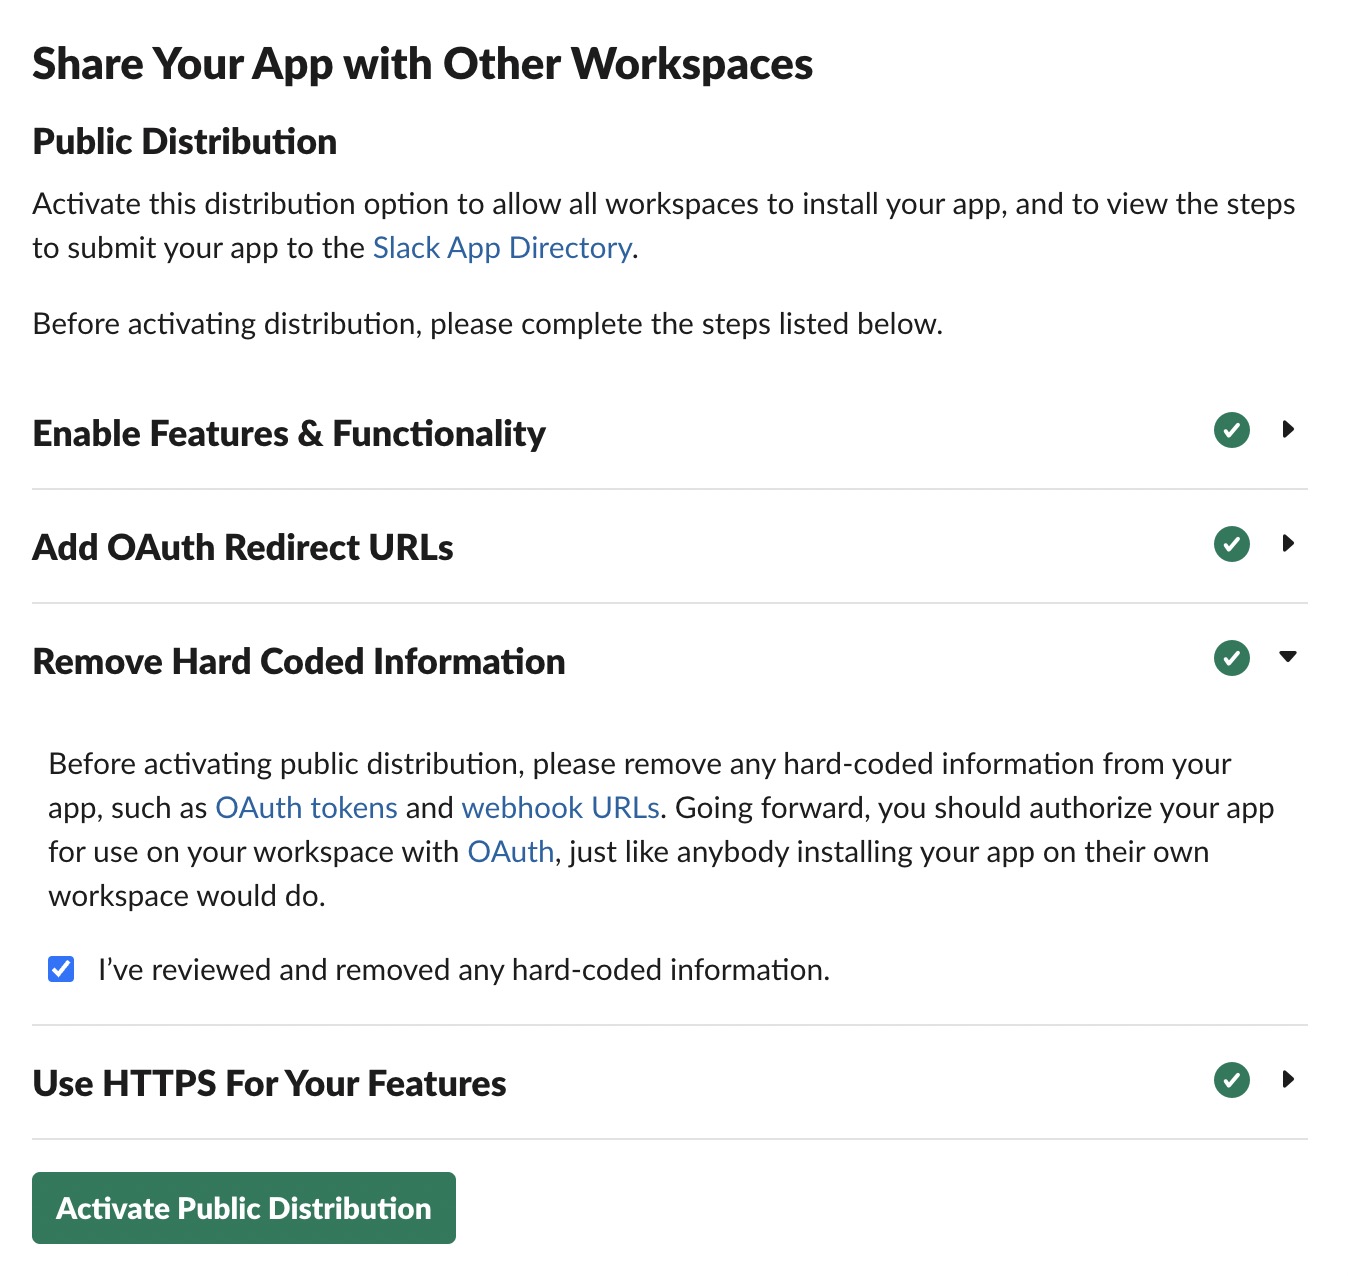 Share Your App with Other Workspaces
Public Distribution
Activate this distribution option to allow all workspaces to install your app, and to view the steps
to submit your app to the Slack App Directory.
Before activating distribution, please complete the steps listed below.
Enable Features & Functionality
Add OAuth Redirect URLs
Remove Hard Coded Information
Before activating public distribution, please remove any hard-coded information from your
app, such as OAuth tokens and webhook URLs. Going forward, you should authorize your app
for use on your workspace with OAuth, just like anybody installing your app on their own
workspace would do.
I’ve reviewed and removed any hard-coded information.
Use HTTPS For Your Features
Activate Public Distribution